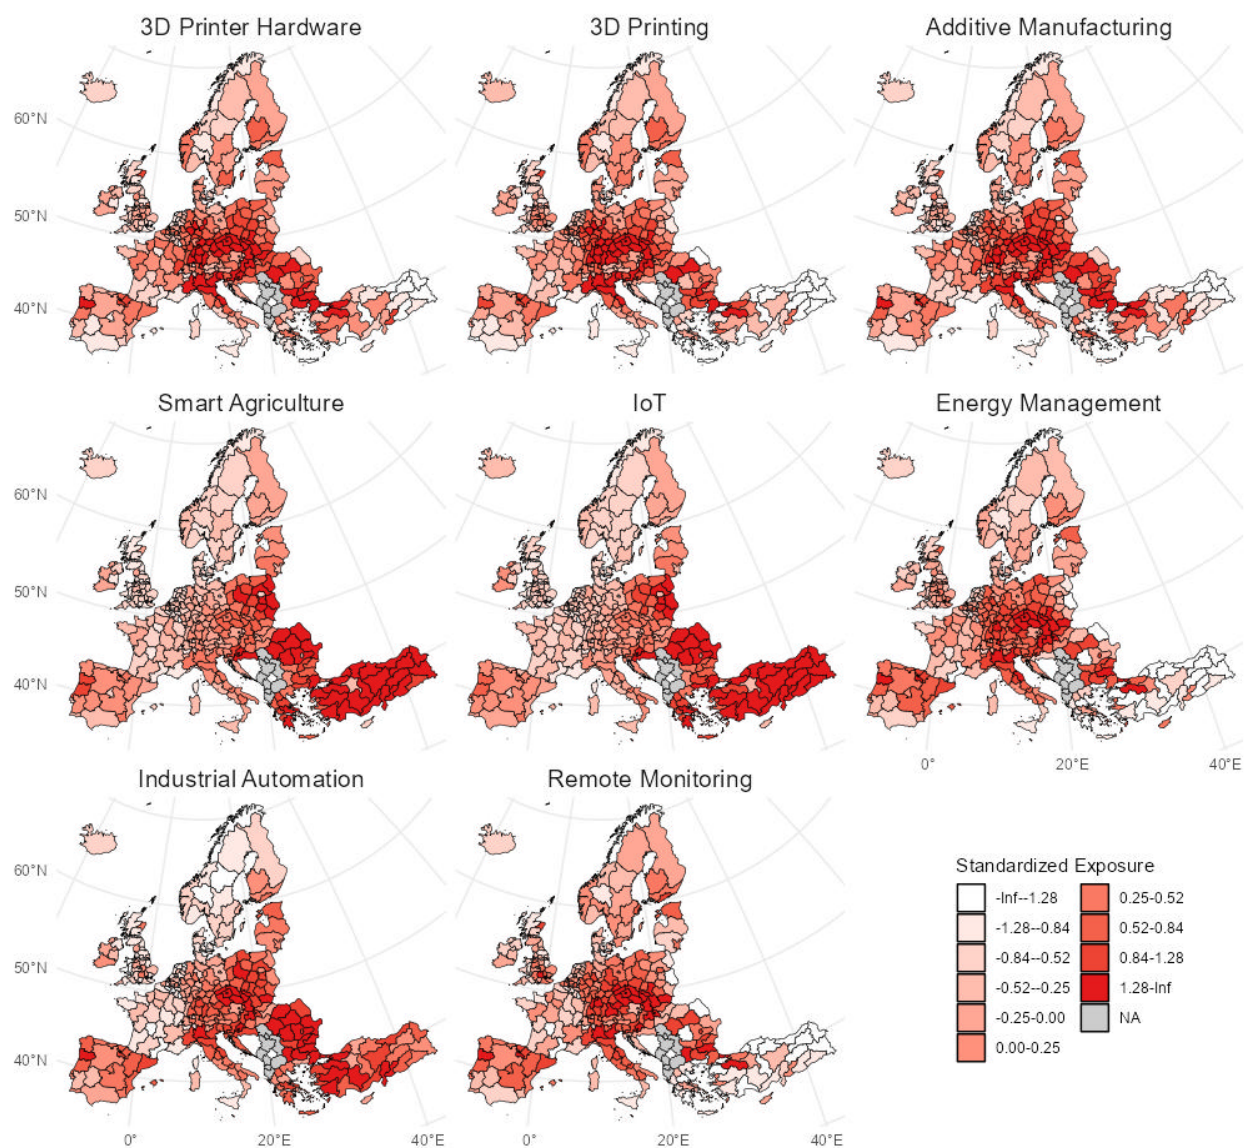 3D Printer Hardware
3D Printing
Additive Manufacturing
60°N
50°N
40°N
Smart Agriculture
IoT
Energy Management
60°N
50°N
40°N
0°
20°E
40°E
Industrial Automation
Remote Monitoring
60°N
50°N
40°N
0°
20°E
40°E
0°
20°E
40°E
Standardized Exposure
-Inf--1.28
-1.28--0.84
-0.84--0.52
-0.52--0.25
-0.25-0.00
0.00-0.25
0.25-0.52
0.52-0.84
0.84-1.28
1.28-Inf
NA